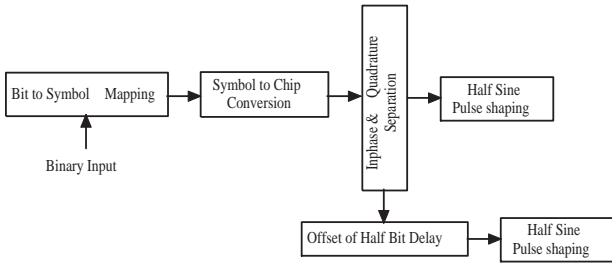 Bit to Symbol Mapping
Binary Input
Symbol to Chip
Conversion
Inphase & Quadrature
Separation
Half Sine
Pulse shaping
Offset of Half Bit Delay
Half Sine
Pulse shaping